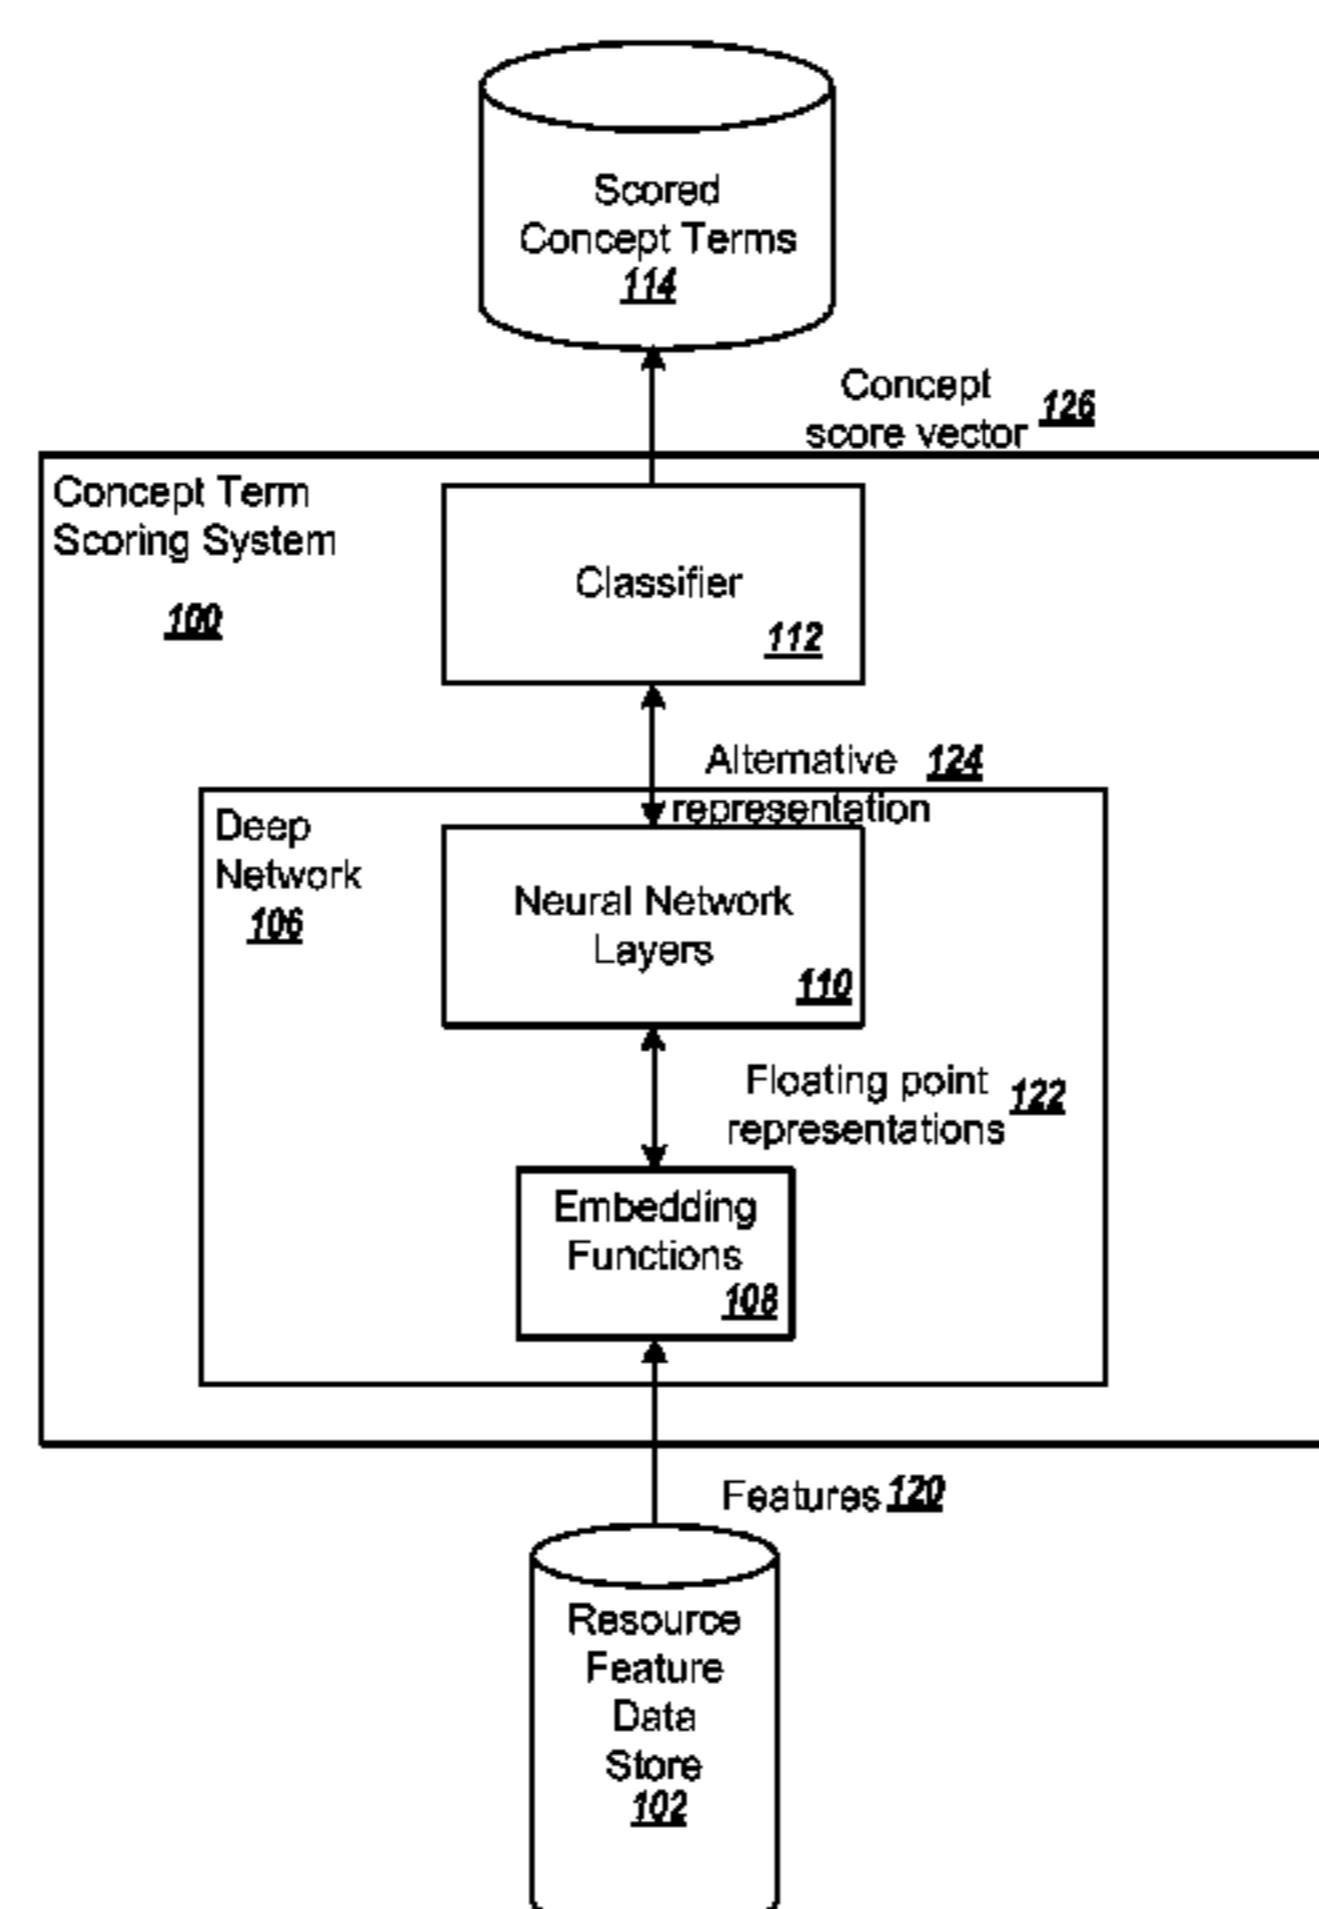 Scored
Concept Terms
114
Concept
score vector 126
Concept Term
Scoring System
100
Classifier
112
Alternative 124
representation
Deep
Network
106
Neural Network
Layers
110
Floating point
representations 122
Embedding
Functions
108
Features 120
Resource
Feature
Data
Store
102